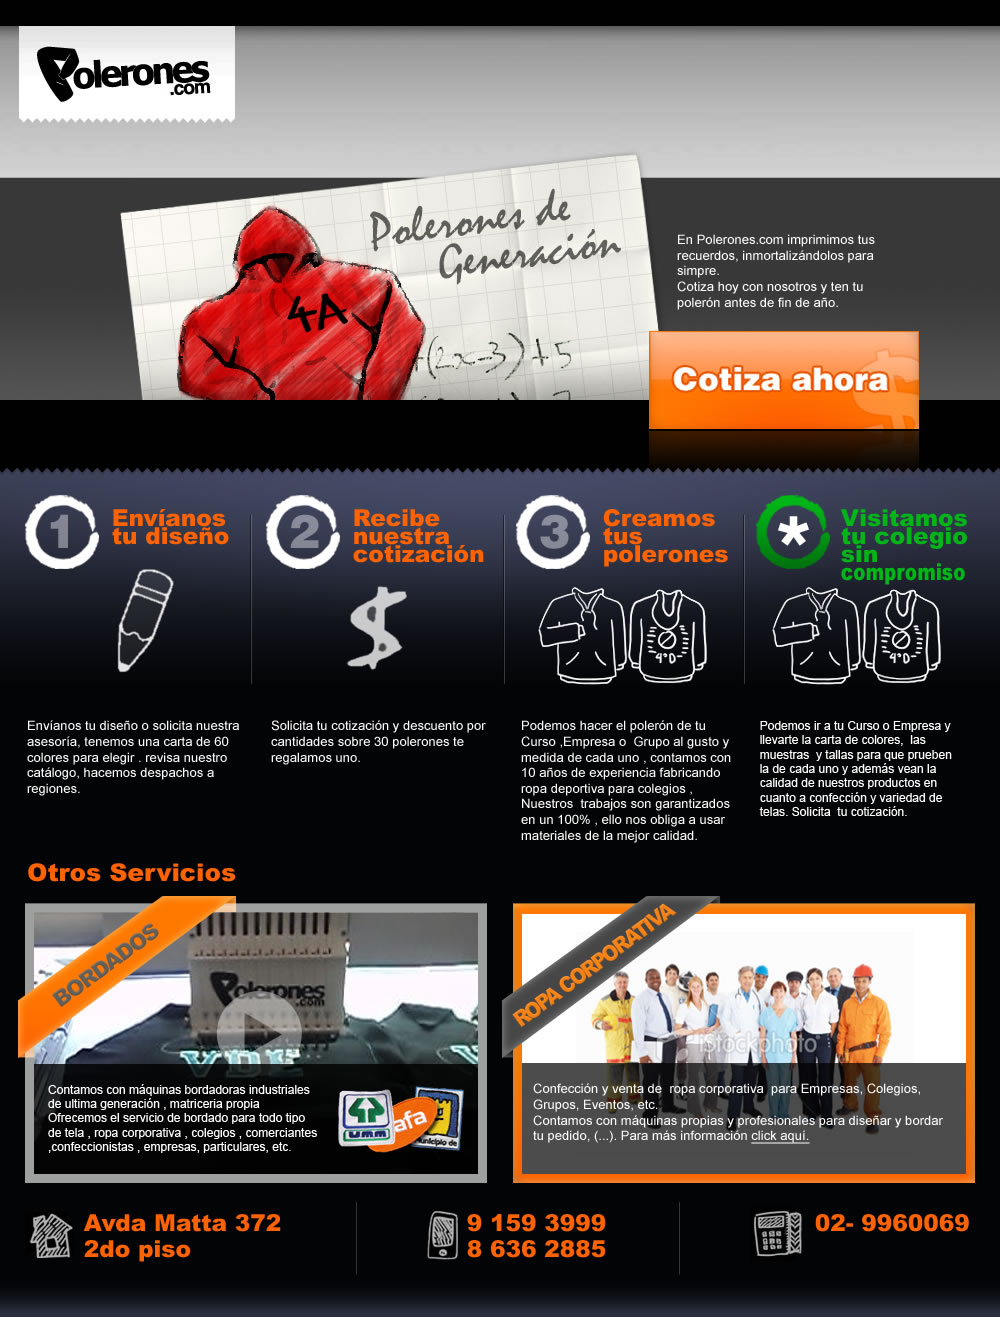 Polerones
.com
Polerones de
Generación
4A
+(2x-3)+5
En Polerones.com imprimimos tus
recuerdos, inmortalizándolos para
simpre.
Cotiza hoy con nosotros y ten tu
polerón antes de fin de año.
Cotiza ahora
$
1
Envíanos
tu diseño
2
Recibe
nuestra
cotización
3
Creamos
tus
polerones
*
Visitamos
tu colegio
sin
compromiso
$
4°D
4°D
Envíanos tu diseño o solicita nuestra
asesoría, tenemos una carta de 60
colores para elegir . revisa nuestro
catálogo, hacemos despachos a
regiones.
Solicita tu cotización y descuento por
cantidades sobre 30 polerones te
regalamos uno.
Podemos hacer el polerón de tu
Curso ,Empresa o  Grupo al gusto y
medida de cada uno , contamos con
10 años de experiencia fabricando
ropa deportiva para colegios ,
Nuestros  trabajos son garantizados
en un 100% , ello nos obliga a usar
materiales de la mejor calidad.
Podemos ir a tu Curso o Empresa y
llevarte la carta de colores,  las
muestras  y tallas para que prueben
la de cada uno y además vean la
calidad de nuestros productos en
cuanto a confección y variedad de
telas. Solicita  tu cotización.
Otros Servicios
BORDADOS
Polerones
.com
Contamos con máquinas bordadoras industriales
de ultima generación , matriceria propia
Ofrecemos el servicio de bordado para todo tipo
de tela , ropa corporativa , colegios , comerciantes
,confeccionistas , empresas, particulares, etc.
umm
afa
municipio de
ROPA CORPORATIVA
iStockphoto
Confección y venta de  ropa corporativa  para Empresas, Colegios,
Grupos, Eventos, etc.
Contamos con máquinas propias y profesionales para diseñar y bordar
tu pedido, (...). Para más información click aquí.
Avda Matta 372
2do piso
9 159 3999
8 636 2885
02- 9960069